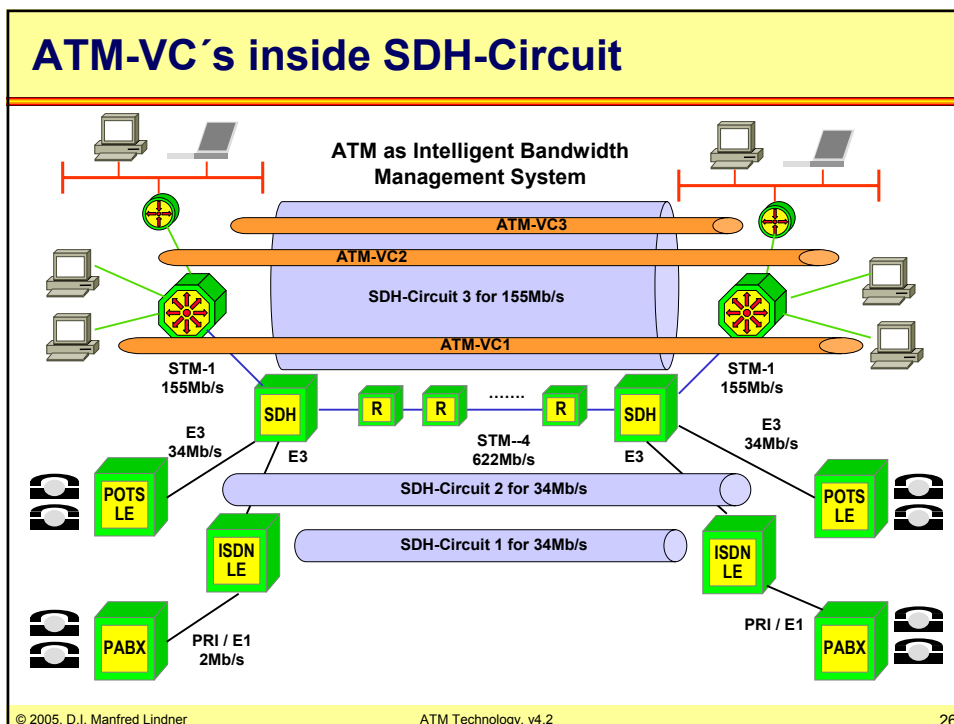 ATM-VC´s inside SDH-Circuit
ATM as Intelligent Bandwidth
Management System
ATM-VC3
ATM-VC2
SDH-Circuit 3 for 155Mb/s
ATM-VC1
STM-1
155Mb/s
STM-1
155Mb/s
SDH
R
R
.......
R
SDH
E3
34Mb/s
E3
STM--4
622Mb/s
E3
E3
34Mb/s
POTS
LE
SDH-Circuit 2 for 34Mb/s
POTS
LE
ISDN
LE
SDH-Circuit 1 for 34Mb/s
ISDN
LE
PABX
PRI / E1
2Mb/s
PRI / E1
PABX
© 2005, D.I. Manfred Lindner
ATM Technology, v4.2
26